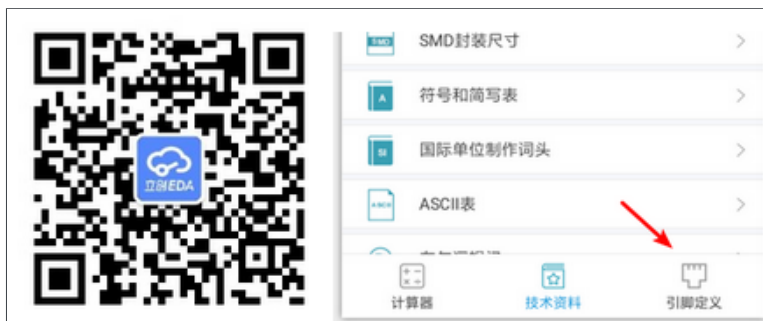 立创EDA
SMD
SMD封装尺寸
A
符号和简写表
SI
国际单位制作词头
ASCII
ASCII表
计算器
技术资料
引脚定义